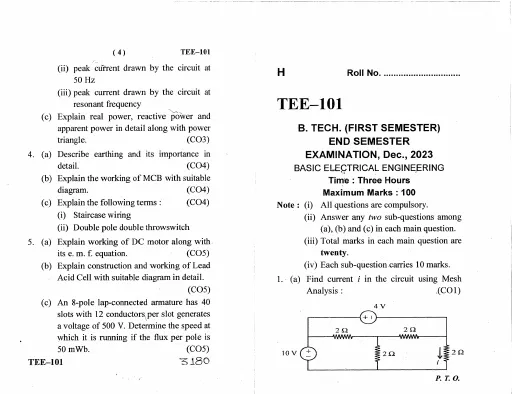 ( 4 )
TEE–101
(ii) peak current drawn by the circuit at
50 Hz
(iii) peak current drawn by the circuit at
resonant frequency
(c) Explain real power, reactive power and
apparent power in detail along with power
triangle. (CO3)
4. (a) Describe earthing and its importance in
detail. (CO4)
(b) Explain the working of MCB with suitable
diagram. (CO4)
(c) Explain the following terms : (CO4)
(i) Staircase wiring
(ii) Double pole double throwswitch
5. (a) Explain working of DC motor along with
its e. m. f. equation. (CO5)
(b) Explain construction and working of Lead
Acid Cell with suitable diagram in detail.
(CO5)
(c) An 8-pole lap-connected armature has 40
slots with 12 conductors per slot generates
a voltage of 500 V. Determine the speed at
which it is running if the flux per pole is
50 mWb. (CO5)
TEE–101
H
Roll No. ...............................
TEE–101
B. TECH. (FIRST SEMESTER)
END SEMESTER
EXAMINATION, Dec., 2023
BASIC ELECTRICAL ENGINEERING
Time : Three Hours
Maximum Marks : 100
Note : (i) All questions are compulsory.
(ii) Answer any two sub-questions among
(a), (b) and (c) in each main question.
(iii) Total marks in each main question are
twenty.
(iv) Each sub-question carries 10 marks.
1. (a) Find current i in the circuit using Mesh
Analysis : (CO1)
4 V
2 Ω
2 Ω
10 V
2 Ω
i
2 Ω
P. T. O.